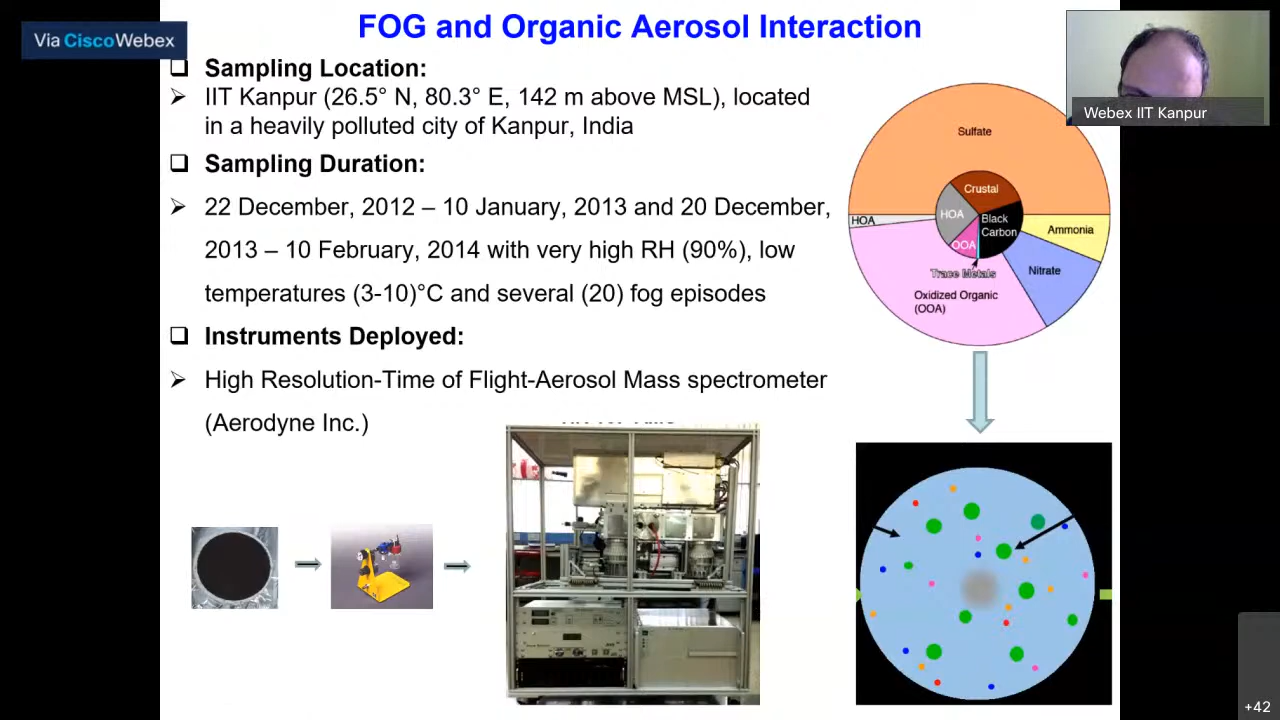 FOG and Organic Aerosol Interaction
Via Cisco Webex
Sampling Location:
IIT Kanpur (26.5° N, 80.3° E, 142 m above MSL), located
in a heavily polluted city of Kanpur, India
Sampling Duration:
22 December, 2012 – 10 January, 2013 and 20 December,
2013 – 10 February, 2014 with very high RH (90%), low
temperatures (3-10)°C and several (20) fog episodes
Instruments Deployed:
High Resolution-Time of Flight-Aerosol Mass spectrometer
(Aerodyne Inc.)
Webex IIT Kanpur
Sulfate
Crustal
HOA
HOA
Black
Carbon
Ammonia
OOA
Trace Metals
Nitrate
Oxidized Organic
(OOA)
+42